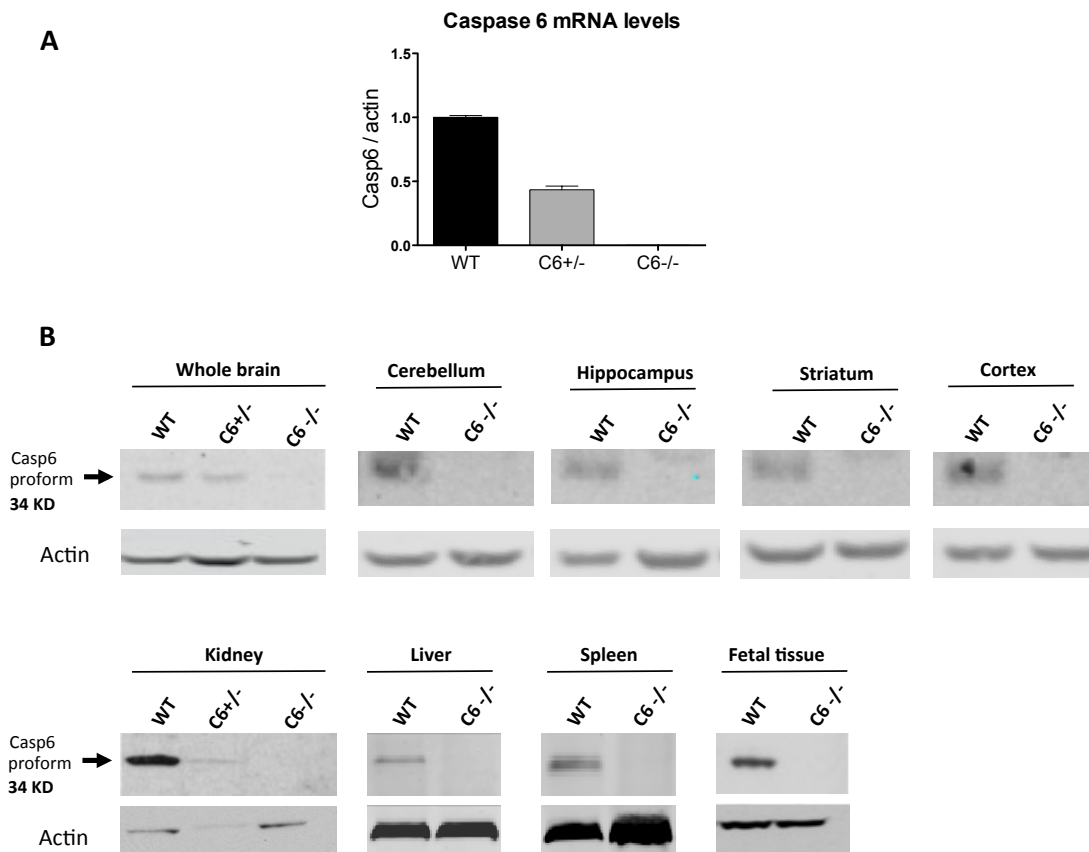 A
Caspase 6 mRNA levels
Casp6 / actin
1.5
1.0
0.5
0.0
WT C6+/- C6-/-
B
Whole brain Cerebellum Hippocampus Striatum Cortex
WT C6+/- C6 -/- WT C6 -/- WT C6 -/- WT C6 -/- WT C6 -/-
Casp6
proform
34 KD
Actin
Kidney Liver Spleen Fetal tissue
WT C6+/- C6-/- WT C6 -/- WT C6 -/- WT C6 -/-
Casp6
proform
34 KD
Actin